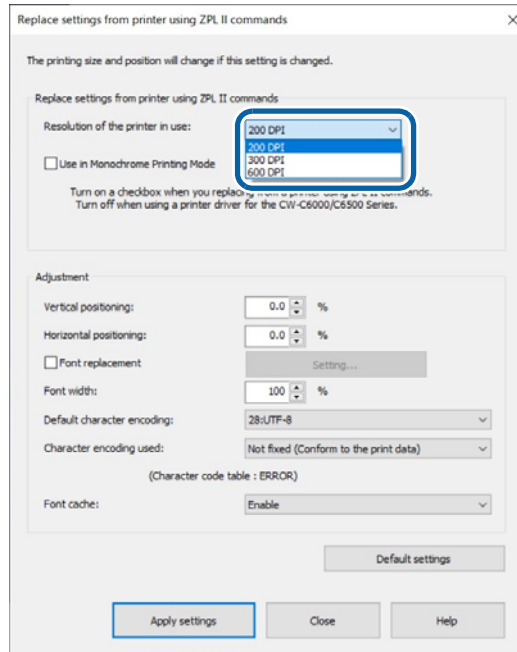 Replace settings from printer using ZPL II commands
The printing size and position will change if this setting is changed.
Replace settings from printer using ZPL II commands
Resolution of the printer in use:
200 DPI
200 DPI
300 DPI
600 DPI
Use in Monochrome Printing Mode
Turn on a checkbox when you replacing from a printer using ZPL II commands.
Turn off when using a printer driver for the CW-C6000/C6500 Series.
Adjustment
Vertical positioning: 0.0 %
Horizontal positioning: 0.0 %
Font replacement Setting...
Font width: 100 %
Default character encoding: 28:UTF-8
Character encoding used: Not fixed (Conform to the print data)
(Character code table : ERROR)
Font cache: Enable
Default settings
Apply settings Close Help